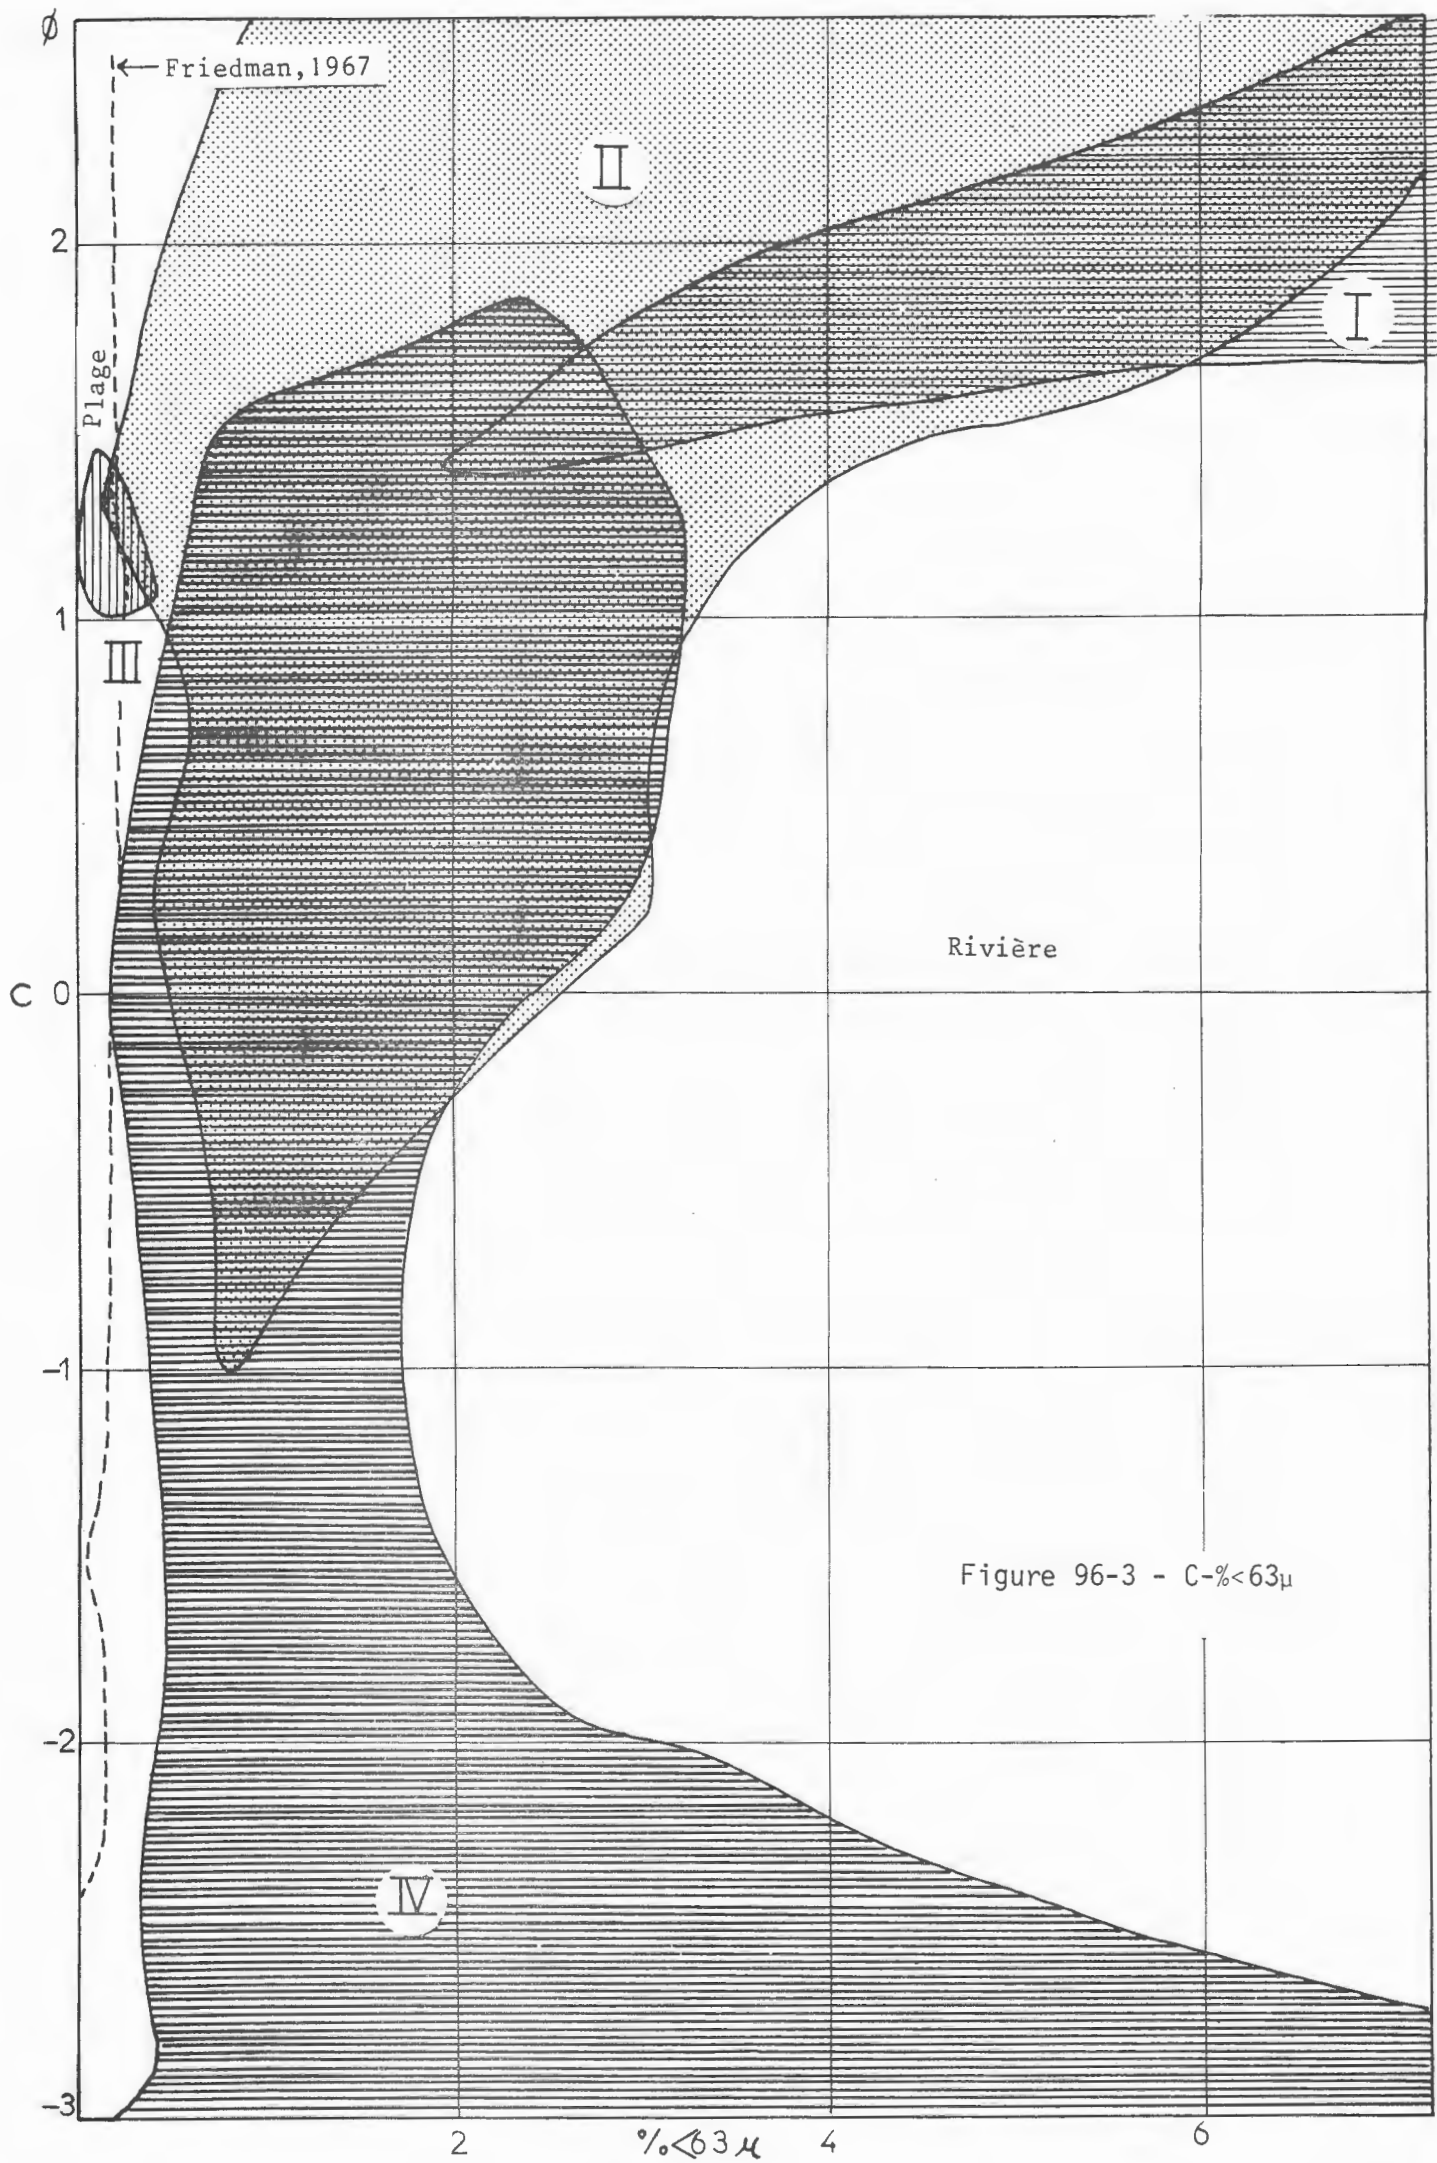 ø
← Friedman, 1967
II
2
I
Plage
1
III
Rivière
C 0
-1
Figure 96-3 - C-%<63μ
-2
IV
-3
2 %<63μ 4 6